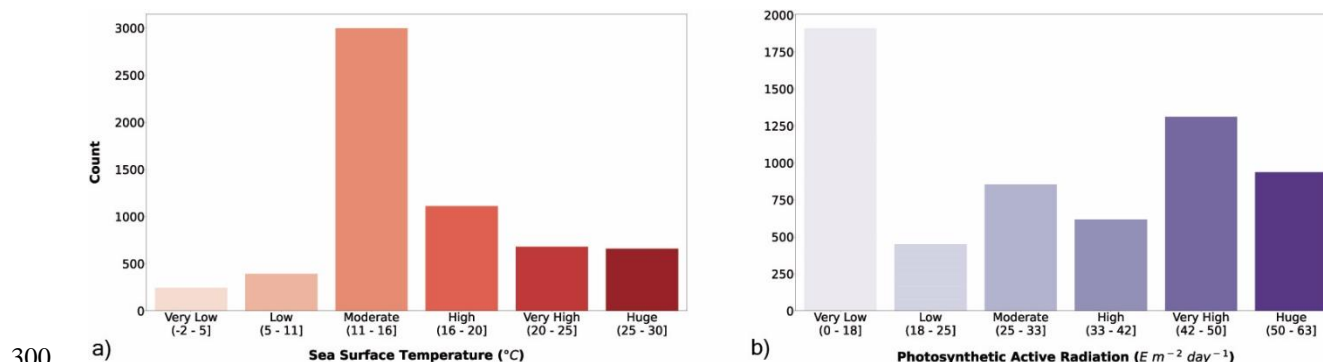 3000
2500
2000
1500
1000
500
0
Count
Very Low Low Moderate High Very High Huge
(-2 - 5] (5 - 11] (11 - 16] (16 - 20] (20 - 25] (25 - 30]
300 a) Sea Surface Temperature (°C)
2000
1750
1500
1250
1000
750
500
250
0
Very Low Low Moderate High Very High Huge
(0 - 18] (18 - 25] (25 - 33] (33 - 42] (42 - 50] (50 - 63]
b) Photosynthetic Active Radiation (E m⁻² day⁻¹)